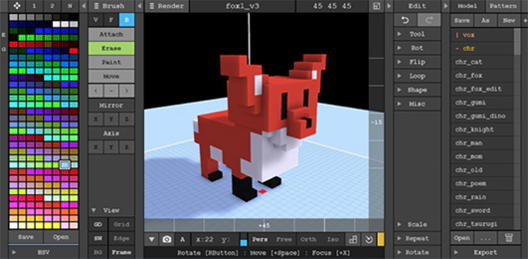 1 2 N
Brush
Render
fox1_v3
45 45 45
Edit
Model
Pattern
V F B
Save As New +
Attach
Tool
| vox
Erase
Rot
- chr
Paint
Flip
chr_cat
Move
Loop
chr_fox
< - >
Shape
chr_fox_edit
Mirror
Misc
chr_gumi
X Y Z
chr_gumi_dino
Axis
chr_knight
X Y Z
-15
chr_man
chr_mom
chr_old
chr_poem
chr_rain
View
Scale
chr_sword
GD Grid
+45
Repeat
chr_tsurugi
Save Open
SW Edge
A x:22 y:
Pers Free Orth Iso
Rotate
Open ...
HSV
BG Frame
Rotate [RButton] : Move [+Space] : Focus [+X]
Export